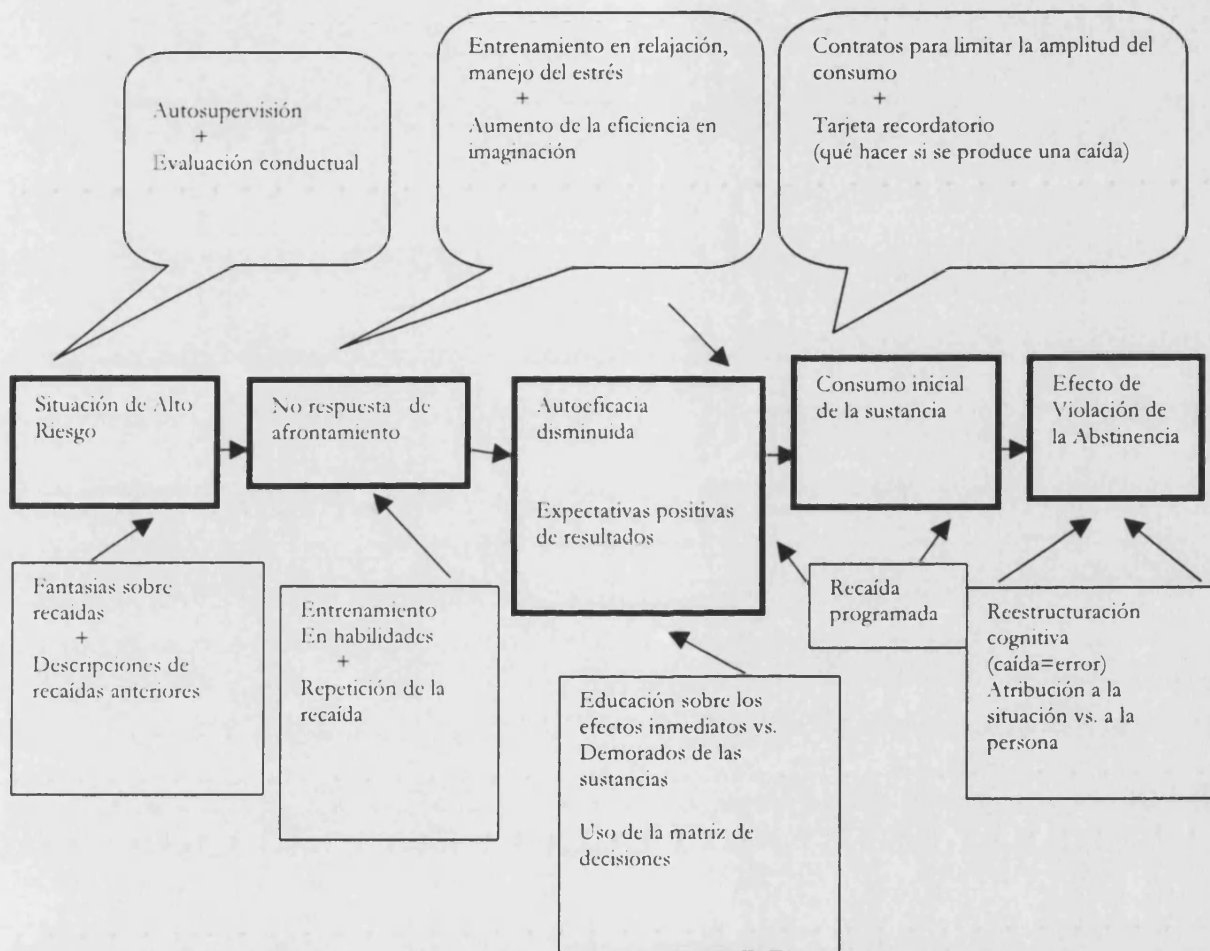 Autosupervisión
+
Evaluación conductual
Entrenamiento en relajación,
manejo del estrés
+
Aumento de la eficiencia en
imaginación
Contratos para limitar la amplitud del
consumo
+
Tarjeta recordatorio
(qué hacer si se produce una caída)
Situación de Alto
Riesgo
No respuesta de
afrontamiento
Autoeficacia
disminuida
Expectativas positivas
de resultados
Consumo inicial
de la sustancia
Efecto de
Violación de
la Abstinencia
Fantasias sobre
recaidas
+
Descripciones de
recaídas anteriores
Entrenamiento
En habilidades
+
Repetición de la
recaída
Educación sobre los
efectos inmediatos vs.
Demorados de las
sustancias
Uso de la matriz de
decisiones
Recaída
programada
Reestructuración
cognitiva
(caída=error)
Atribución a la
situación vs. a la
persona